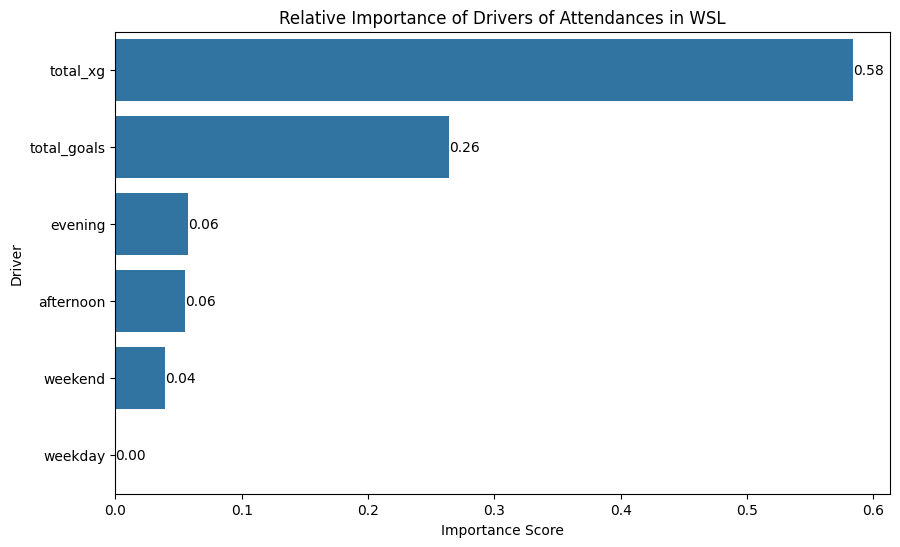 Relative Importance of Drivers of Attendances in WSL
Driver
total_xg
0.58
total_goals
0.26
evening
0.06
afternoon
0.06
weekend
0.04
weekday
0.00
0.0 0.1 0.2 0.3 0.4 0.5 0.6
Importance Score